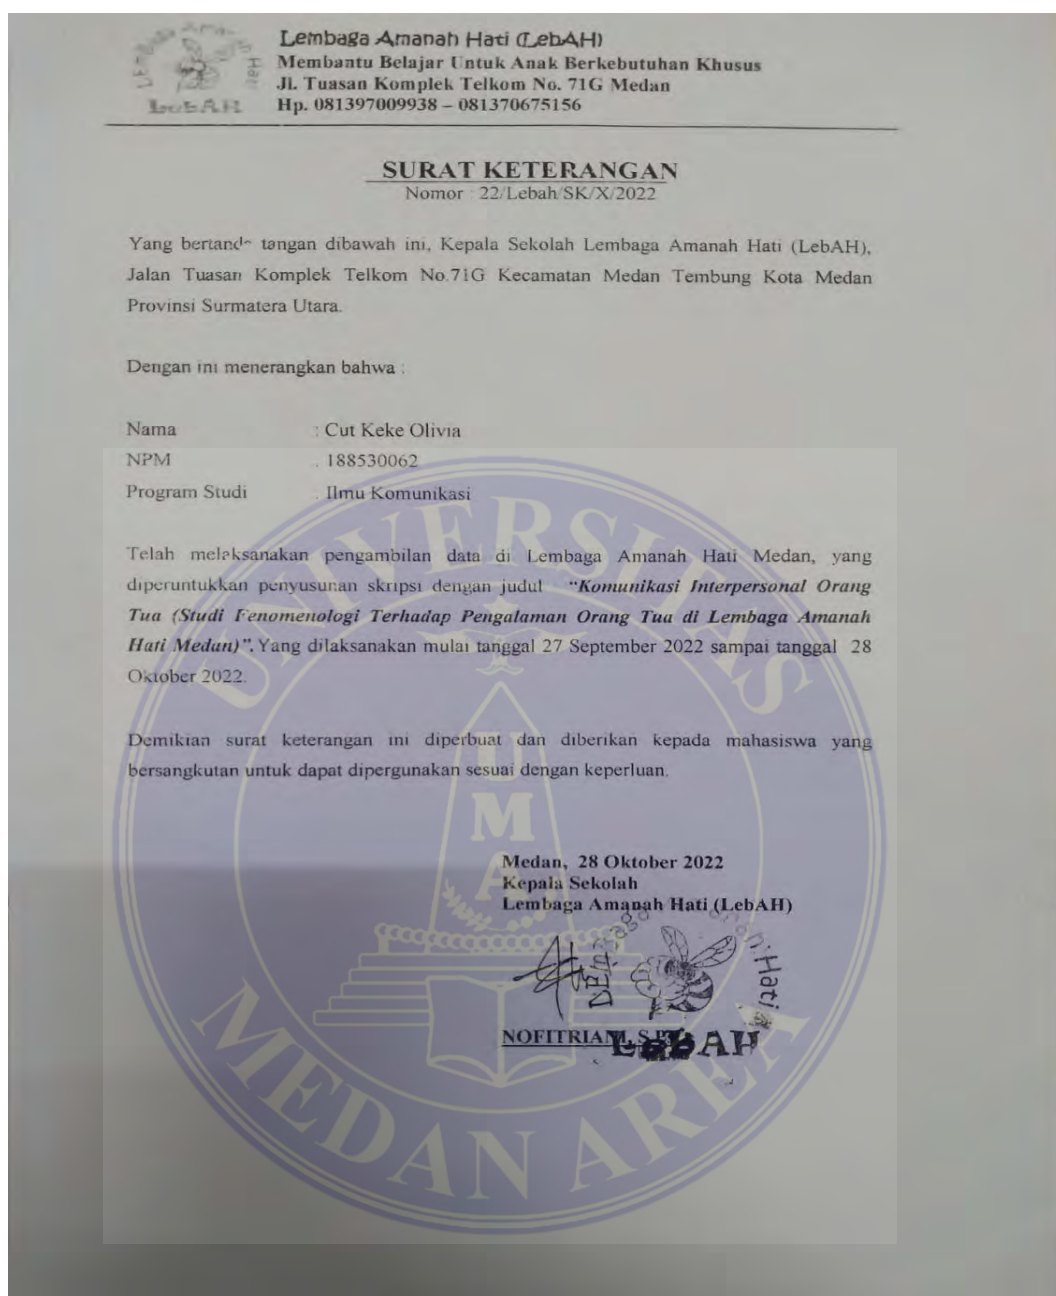 Lembaga Amanah Hati (LebAH)
Membantu Belajar Untuk Anak Berkebutuhan Khusus
Jl. Tuasan Komplek Telkom No. 71G Medan
Hp. 081397009938 – 081370675156
Lembaga Amanah Hati
LebAH
SURAT KETERANGAN
Nomor : 22/Lebah/SK/X/2022
Yang bertanda tangan dibawah ini, Kepala Sekolah Lembaga Amanah Hati (LebAH),
Jalan Tuasan Komplek Telkom No.71G Kecamatan Medan Tembung Kota Medan
Provinsi Surmatera Utara.
Dengan ini menerangkan bahwa :
Nama : Cut Keke Olivia
NPM : 188530062
Program Studi : Ilmu Komunikasi
Telah melaksanakan pengambilan data di Lembaga Amanah Hati Medan, yang
diperuntukkan penyusunan skripsi dengan judul "Komunikasi Interpersonal Orang
Tua (Studi Fenomenologi Terhadap Pengalaman Orang Tua di Lembaga Amanah
Hati Medan)". Yang dilaksanakan mulai tanggal 27 September 2022 sampai tanggal 28
Oktober 2022.
Demikian surat keterangan ini diperbuat dan diberikan kepada mahasiswa yang
bersangkutan untuk dapat dipergunakan sesuai dengan keperluan.
Medan, 28 Oktober 2022
Kepala Sekolah
Lembaga Amanah Hati (LebAH)
NOFITRIANI,
LebAH
UNIVERSITAS
UMA
MEDAN AREA